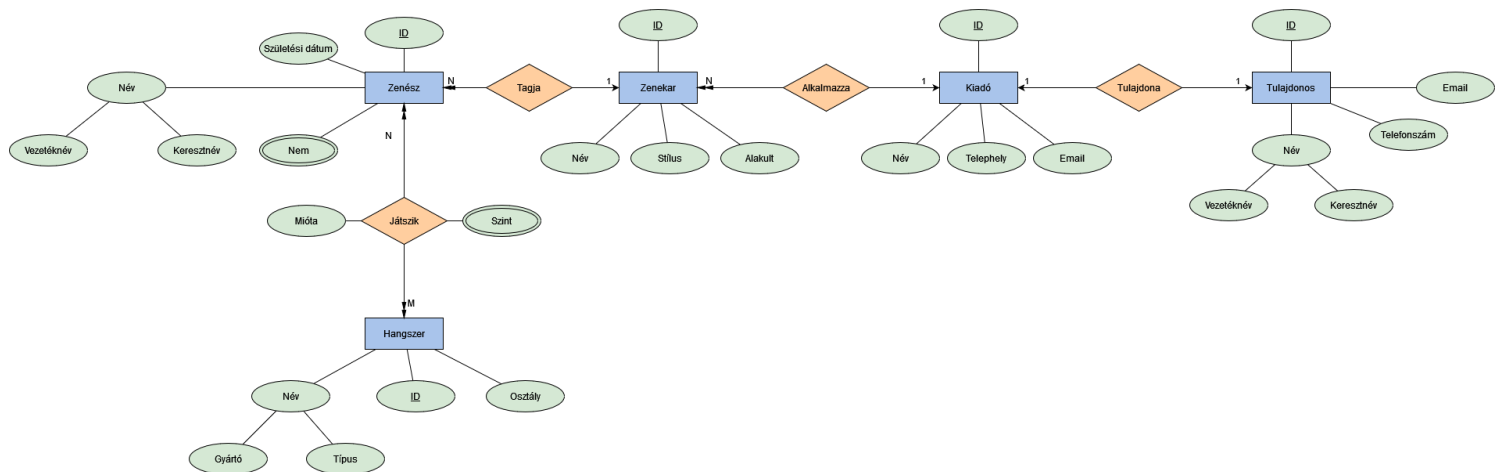 ID
ID
ID
ID
Születési dátum
Név
Zenész
N
Tagja
1
Zenekar
N
Alkalmazza
1
Kiadó
1
Tulajdona
1
Tulajdonos
Email
Telefonszám
Vezetéknév
Keresztnév
Nem
N
Név
Stílus
Alakult
Név
Telephely
Email
Név
Vezetéknév
Keresztnév
Mióta
Játszik
Szint
M
Hangszer
Név
ID
Osztály
Gyártó
Típus